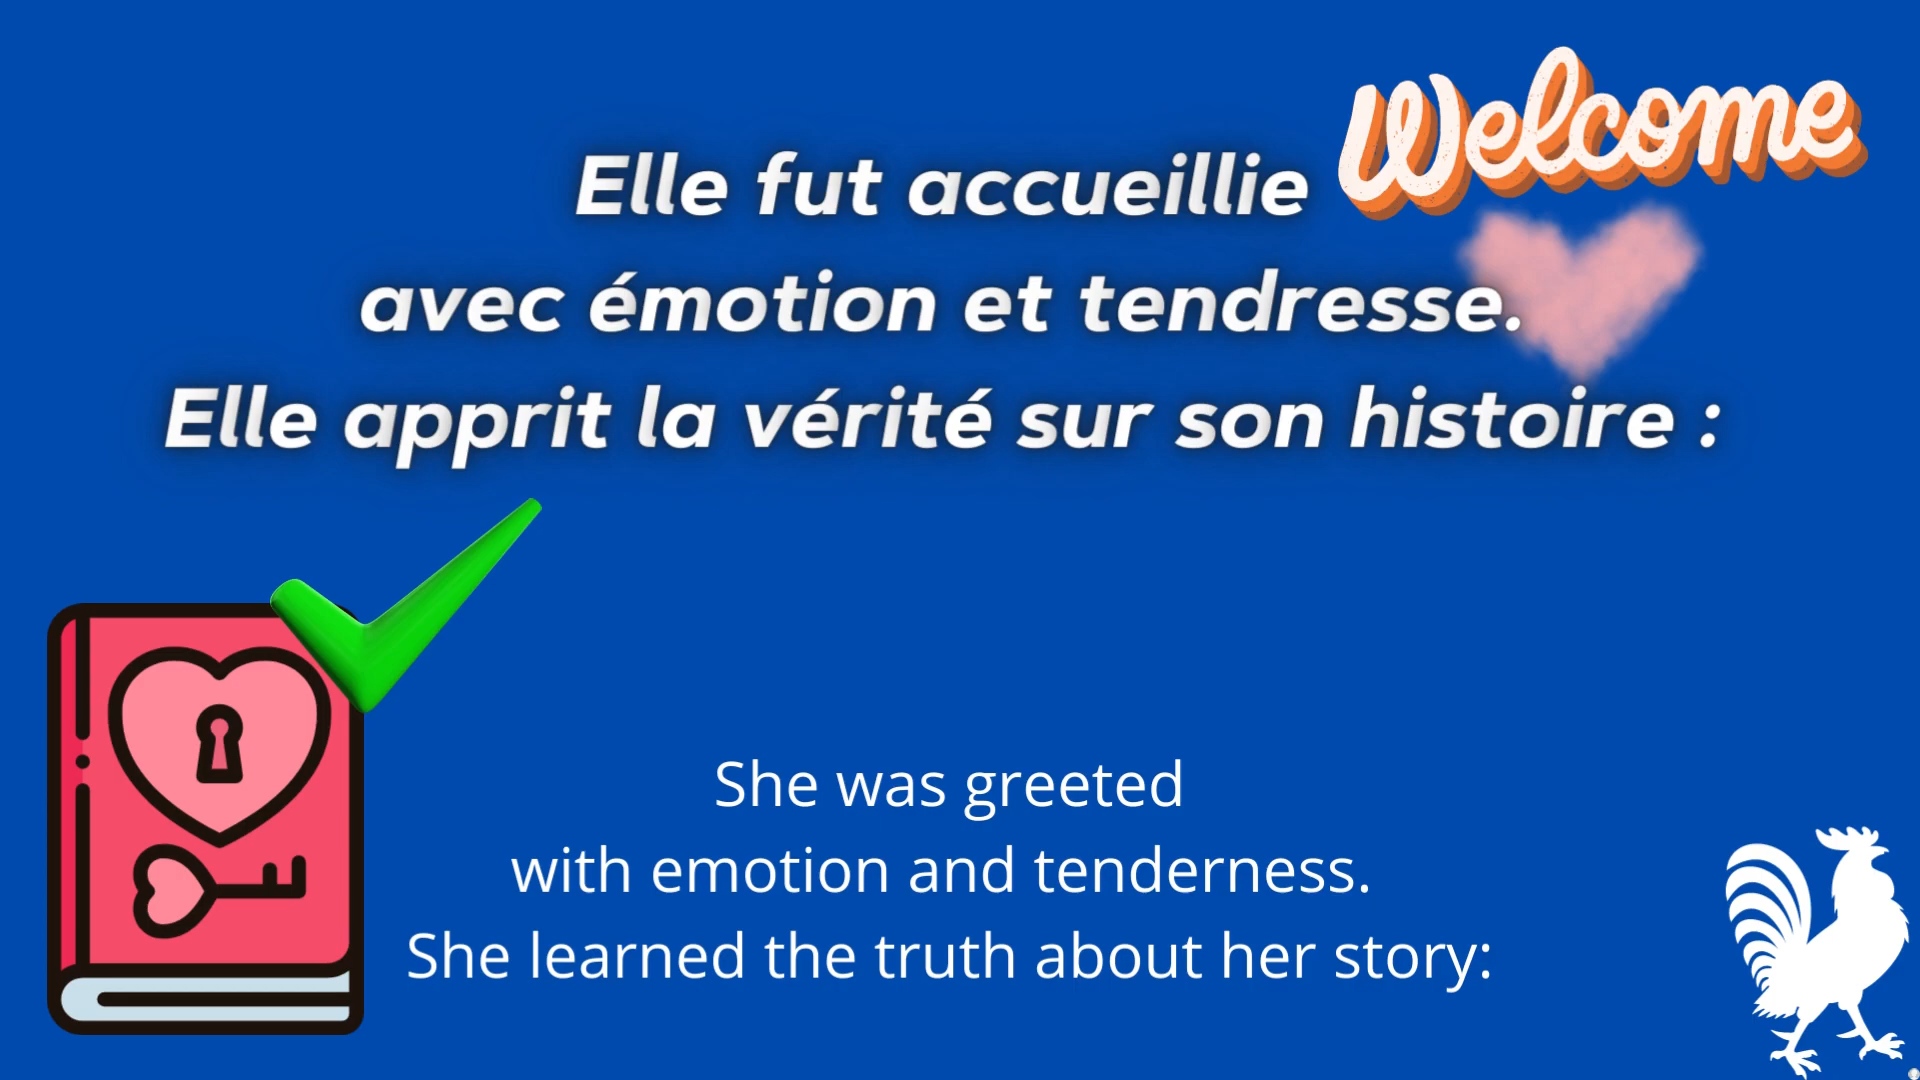 Welcome
Elle fut accueillie
avec émotion et tendresse.
Elle apprit la vérité sur son histoire :
She was greeted
with emotion and tenderness.
She learned the truth about her story: